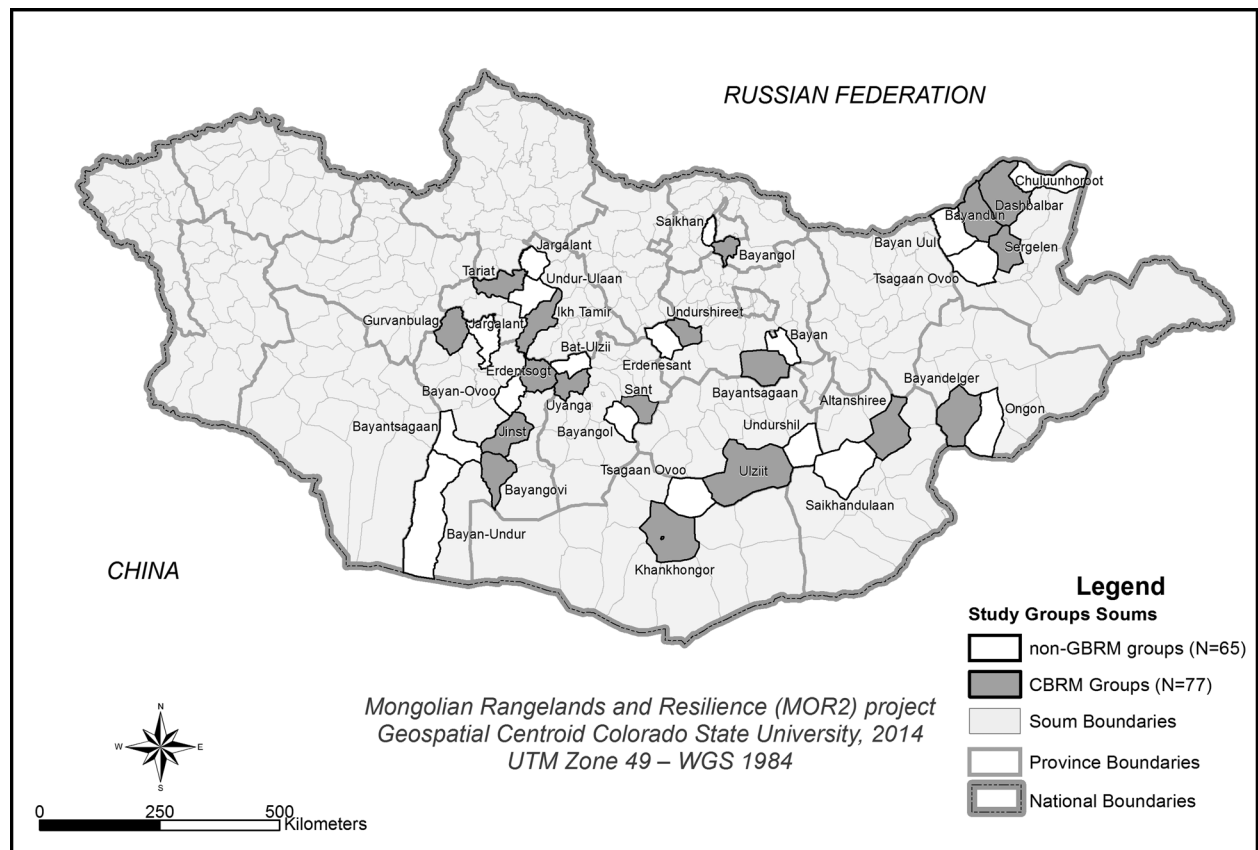 RUSSIAN FEDERATION
Chuluunhoroot
Dashbalbar
Bayandun
Saikhan
Bayan Uul
Sergelen
Jargalant
Bayangol
Tariat
Undur-Ulaan
Tsagaan Ovoo
Gurvanbulag
Jargalant
Ikh Tamir
Undurshireet
Bat-Ulzii
Bayan
Erdenesant
Erdentsogt
Bayandelger
Bayan-Ovoo
Sant
Bayantsagaan
Altanshiree
Uyanga
Ongon
Bayantsagaan
Jinst
Bayangol
Undurshil
Tsagaan Ovoo
Ulziit
Bayangovi
Saikhandulaan
Bayan-Undur
Khankhongor
CHINA
Legend
Study Groups Soums
non-GBRM groups (N=65)
CBRM Groups (N=77)
Soum Boundaries
Province Boundaries
National Boundaries
Mongolian Rangelands and Resilience (MOR2) project
Geospatial Centroid Colorado State University, 2014
UTM Zone 49 – WGS 1984
N
W E
S
0 250 500
Kilometers